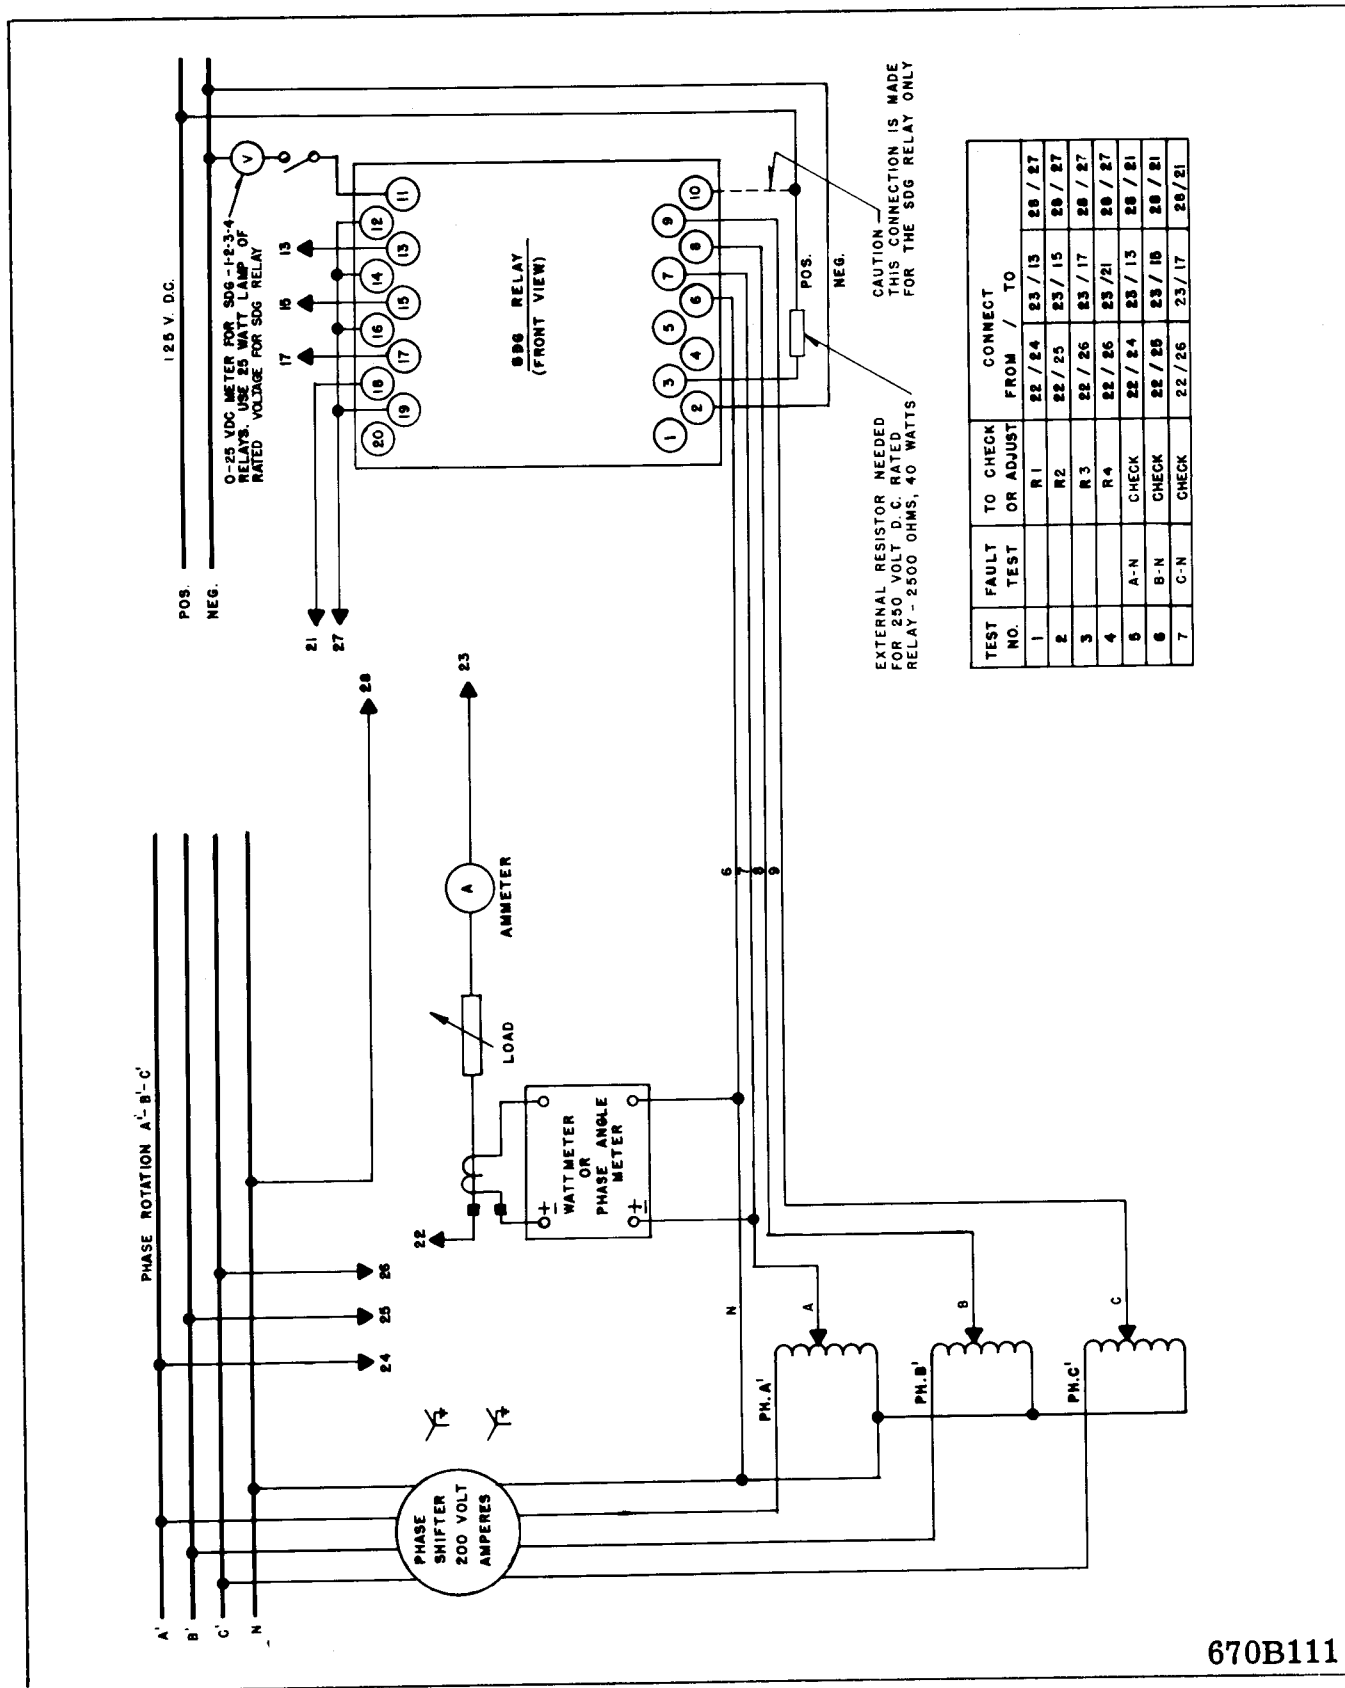 PHASE ROTATION A'-B'-C'
A'
B'
C'
N
PHASE
SHIFTER
200 VOLT
AMPERES
24
25
26
22
28
WATTMETER
OR
PHASE ANGLE
METER
+
-
+
-
LOAD
A
AMMETER
23
N
A
B
C
PH.A'
PH.B'
PH.C'
6
7
8
9
125 V. D.C.
POS.
NEG.
21
27
0-25 VDC METER FOR SDG-1-2-3-4
RELAYS. USE 25 WATT LAMP OF
RATED VOLTAGE FOR SDG RELAY
V
17
15
13
20
19
18
17
16
15
14
13
12
11
SDG RELAY
(FRONT VIEW)
1
2
3
4
5
6
7
8
9
10
POS.
NEG.
CAUTION
THIS CONNECTION IS MADE
FOR THE SDG RELAY ONLY
EXTERNAL RESISTOR NEEDED
FOR 250 VOLT D.C. RATED
RELAY - 2500 OHMS, 40 WATTS
TEST NO. FAULT TEST TO CHECK OR ADJUST CONNECT FROM / TO
1 R1 22/24 23/13 28/27
2 R2 22/25 23/15 28/27
3 R3 22/26 23/17 28/27
4 R4 22/26 23/21 28/27
5 A-N CHECK 22/24 23/13 28/21
6 B-N CHECK 22/25 23/15 28/21
7 C-N CHECK 22/26 23/17 28/21
670B111